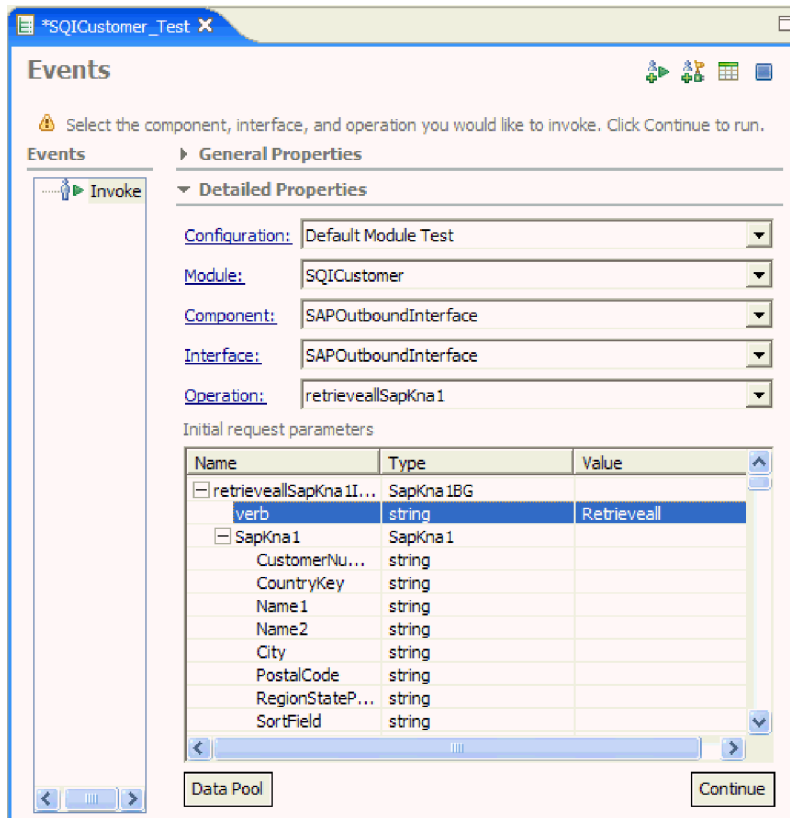 *SQICustomer_Test
Events
Select the component, interface, and operation you would like to invoke. Click Continue to run.
Events
General Properties
Invoke
Detailed Properties
Configuration: Default Module Test
Module: SQICustomer
Component: SAPOutboundInterface
Interface: SAPOutboundInterface
Operation: retrieveallSapKna1
Initial request parameters
Name Type Value
retrieveallSapKna1I... SapKna1BG
verb string Retrieveall
SapKna1 SapKna1
CustomerNu... string
CountryKey string
Name1 string
Name2 string
City string
PostalCode string
RegionStateP... string
SortField string
Data Pool Continue